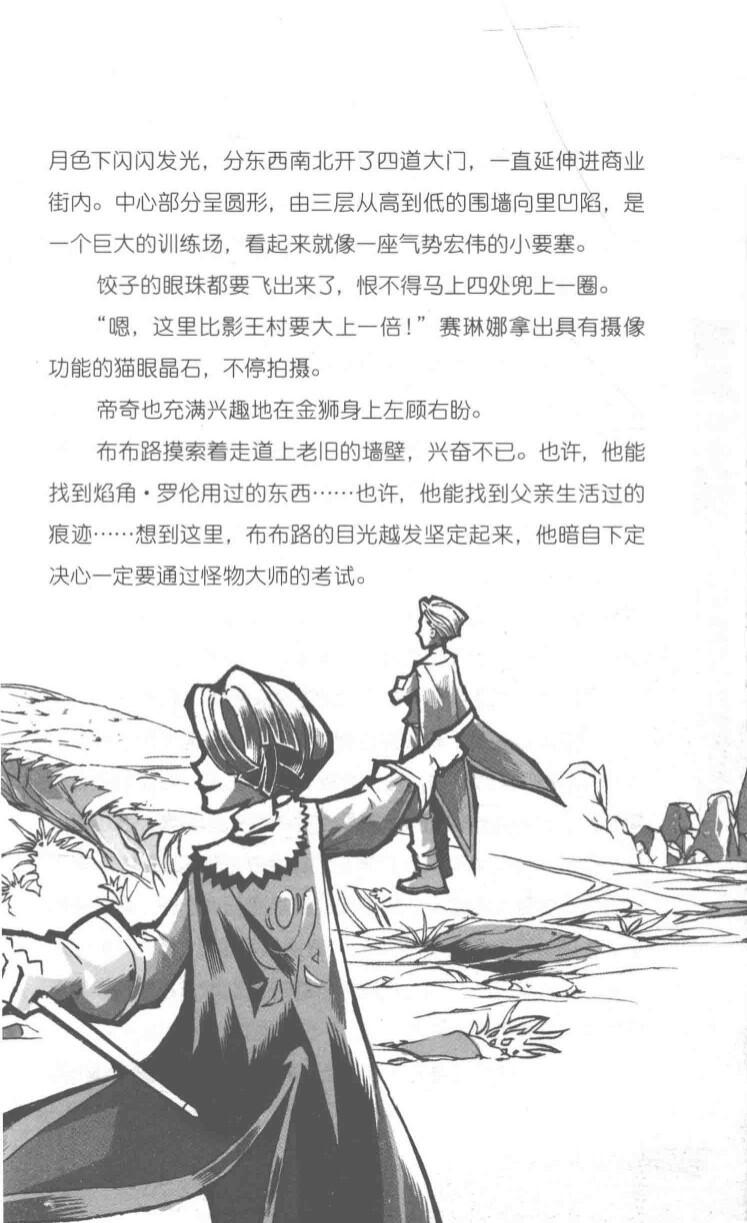 月色下闪闪发光，分东西南北开了四道大门，一直延伸进商业
街内。中心部分呈圆形，由三层从高到低的围墙向里凹陷，是
一个巨大的训练场，看起来就像一座气势宏伟的小要塞。
饺子的眼珠都要飞出来了，恨不得马上四处兜上一圈。
“嗯，这里比影王村要大上一倍！”赛琳娜拿出具有摄像
功能的猫眼晶石，不停拍摄。
帝奇也充满兴趣地在金狮身上左顾右盼。
布布路摸索着走道上老旧的墙壁，兴奋不已。也许，他能
找到焰角·罗伦用过的东西……也许，他能找到父亲生活过的
痕迹……想到这里，布布路的目光越发坚定起来，他暗自下定
决心一定要通过怪物大师的考试。